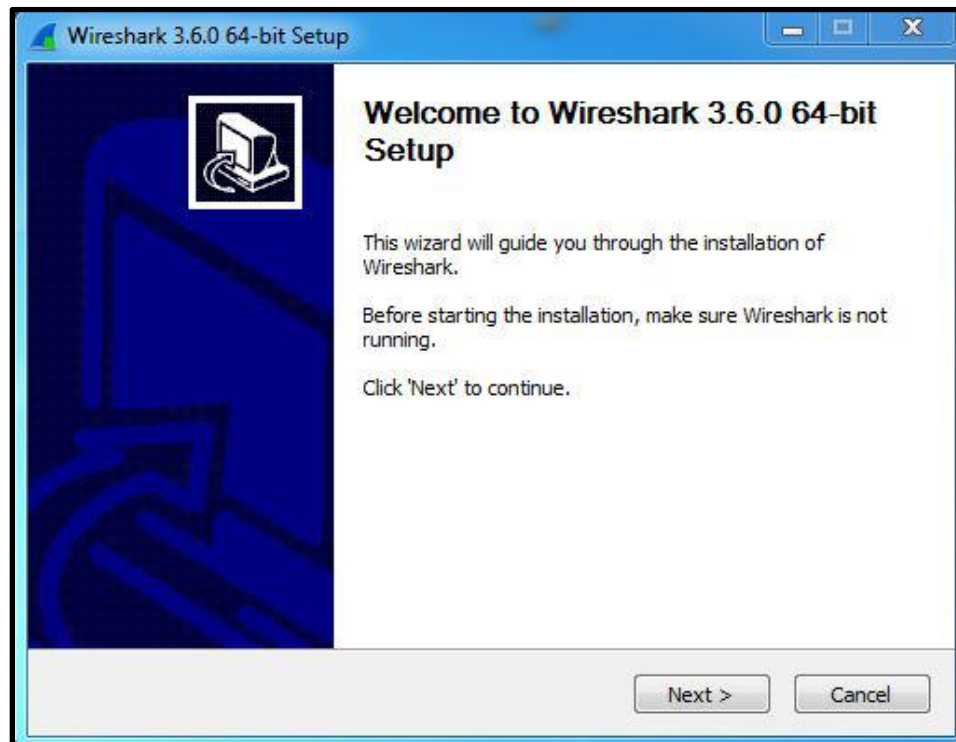 Wireshark 3.6.0 64-bit Setup
Welcome to Wireshark 3.6.0 64-bit
Setup
This wizard will guide you through the installation of
Wireshark.
Before starting the installation, make sure Wireshark is not
running.
Click 'Next' to continue.
Next >
Cancel